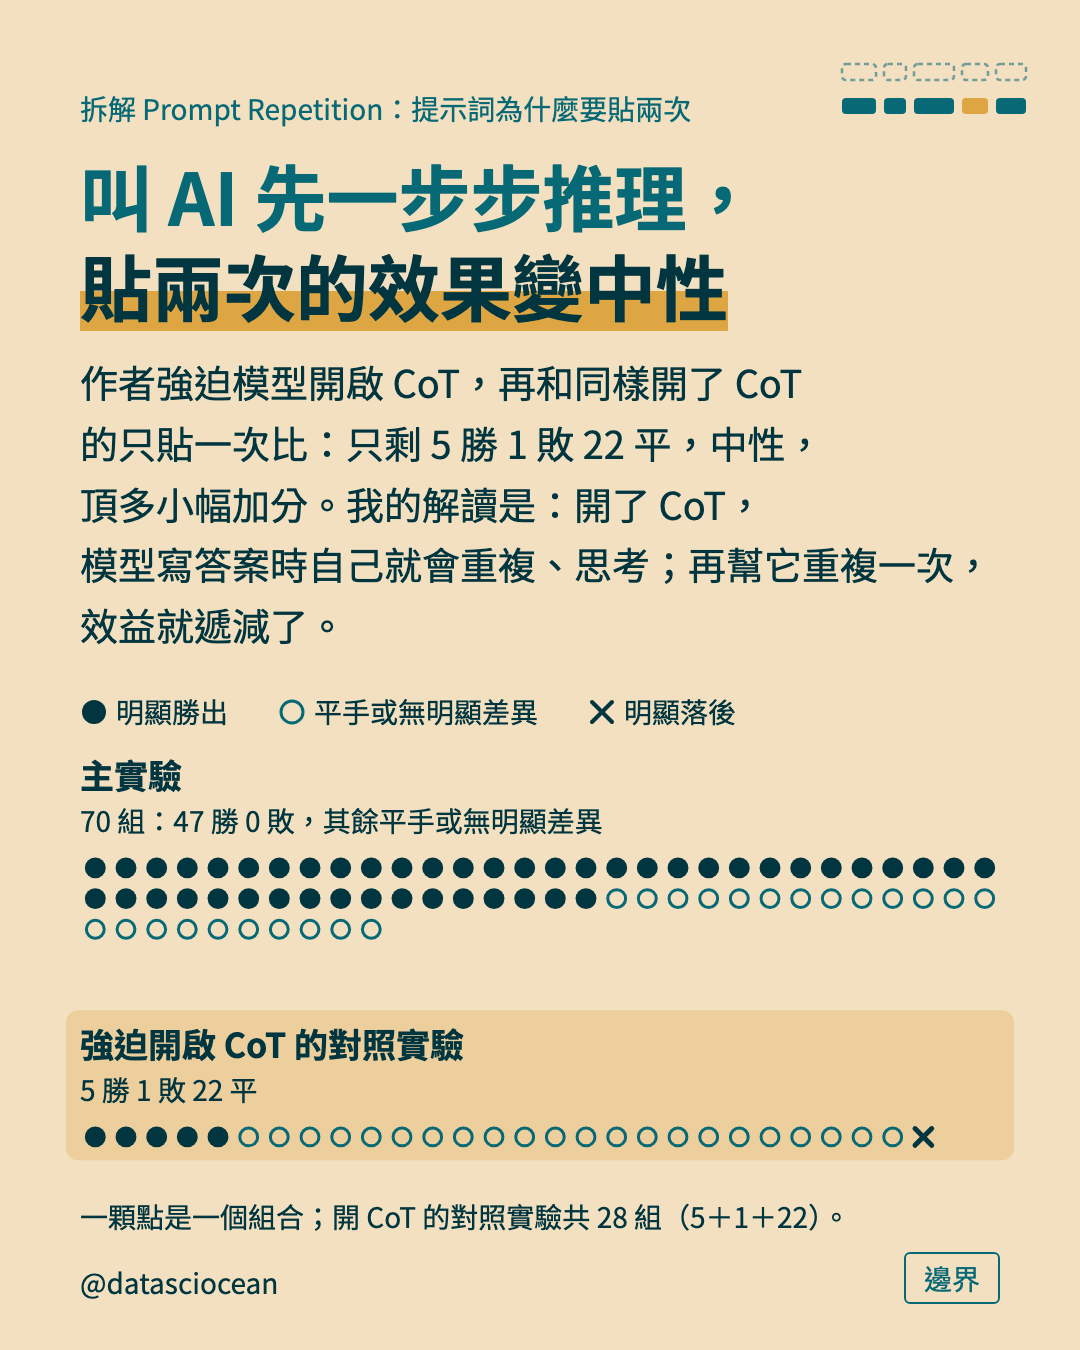 拆解 Prompt Repetition：提示詞為什麼要貼兩次
叫 AI 先一步步推理，
貼兩次的效果變中性
作者強迫模型開啟 CoT，再和同樣開了 CoT
的只貼一次比：只剩 5 勝 1 敗 22 平，中性，
頂多小幅加分。我的解讀是：開了 CoT，
模型寫答案時自己就會重複、思考；再幫它重複一次，
效益就遞減了。
明顯勝出 平手或無明顯差異 明顯落後
主實驗
70 組：47 勝 0 敗，其餘平手或無明顯差異
強迫開啟 CoT 的對照實驗
5 勝 1 敗 22 平
一顆點是一個組合；開 CoT 的對照實驗共 28 組（5＋1＋22）。
@datasciocean
邊界